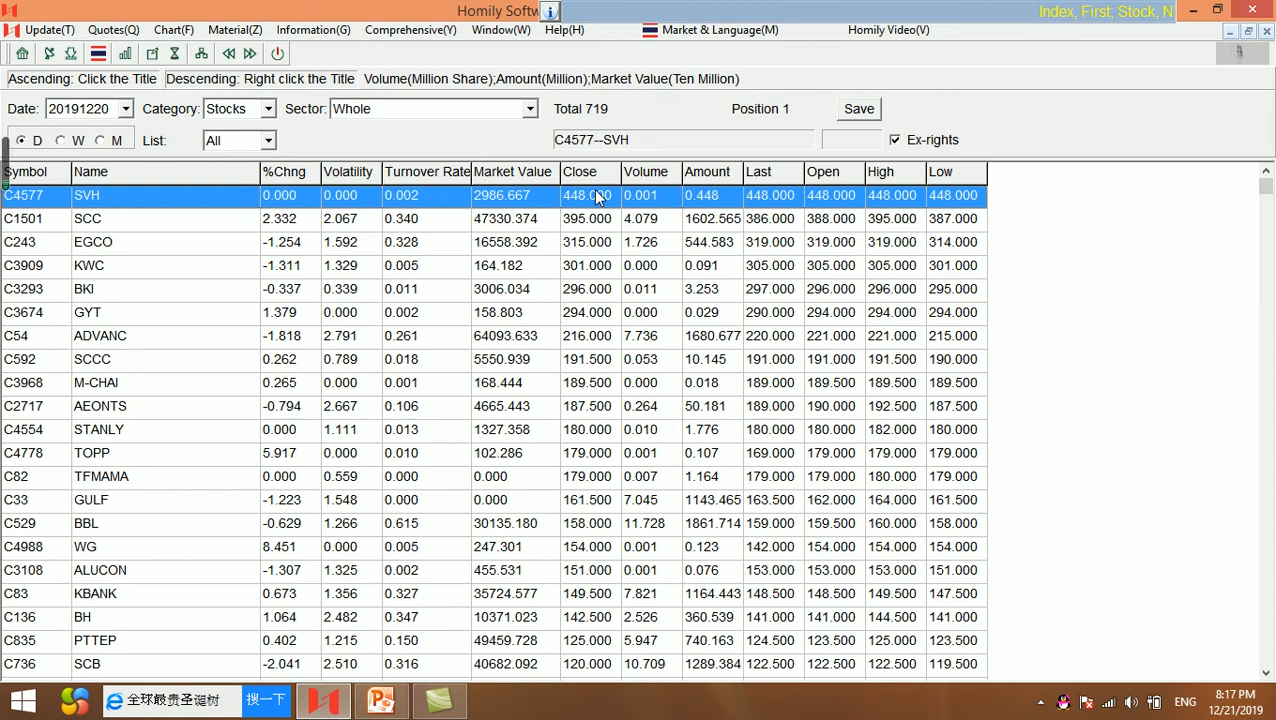 Homily Softw
Index, First; Stock, N
Update(T) Quotes(Q) Chart(F) Material(Z) Information(G) Comprehensive(Y) Window(W) Help(H) Market & Language(M) Homily Video(V)
Ascending: Click the Title Descending: Right click the Title Volume(Million Share);Amount(Million);Market Value(Ten Million)
Date: 20191220 Category: Stocks Sector: Whole Total 719 Position 1 Save
D W M List: All C4577--SVH Ex-rights
Symbol Name %Chng Volatility Turnover Rate Market Value Close Volume Amount Last Open High Low
C4577 SVH 0.000 0.000 0.002 2986.667 448.000 0.001 0.448 448.000 448.000 448.000 448.000
C1501 SCC 2.332 2.067 0.340 47330.374 395.000 4.079 1602.565 386.000 388.000 395.000 387.000
C243 EGCO -1.254 1.592 0.328 16558.392 315.000 1.726 544.583 319.000 319.000 319.000 314.000
C3909 KWC -1.311 1.329 0.005 164.182 301.000 0.000 0.091 305.000 305.000 305.000 301.000
C3293 BKI -0.337 0.339 0.011 3006.034 296.000 0.011 3.253 297.000 296.000 296.000 295.000
C3674 GYT 1.379 0.000 0.002 158.803 294.000 0.000 0.029 290.000 294.000 294.000 294.000
C54 ADVANC -1.818 2.791 0.261 64093.633 216.000 7.736 1680.677 220.000 221.000 221.000 215.000
C592 SCCC 0.262 0.789 0.018 5550.939 191.500 0.053 10.145 191.000 191.000 191.500 190.000
C3968 M-CHAI 0.265 0.000 0.001 168.444 189.500 0.000 0.018 189.000 189.500 189.500 189.500
C2717 AEONTS -0.794 2.667 0.106 4665.443 187.500 0.264 50.181 189.000 190.000 192.500 187.500
C4554 STANLY 0.000 1.111 0.013 1327.358 180.000 0.010 1.776 180.000 180.000 182.000 180.000
C4778 TOPP 5.917 0.000 0.010 102.286 179.000 0.001 0.107 169.000 179.000 179.000 179.000
C82 TFMAMA 0.000 0.559 0.000 0.000 179.000 0.007 1.164 179.000 179.000 180.000 179.000
C33 GULF -1.223 1.548 0.000 0.000 161.500 7.045 1143.465 163.500 162.000 164.000 161.500
C529 BBL -0.629 1.266 0.615 30135.180 158.000 11.728 1861.714 159.000 159.500 160.000 158.000
C4988 WG 8.451 0.000 0.005 247.301 154.000 0.001 0.123 142.000 154.000 154.000 154.000
C3108 ALUCON -1.307 1.325 0.002 455.531 151.000 0.001 0.076 153.000 153.000 153.000 151.000
C83 KBANK 0.673 1.356 0.327 35724.577 149.500 7.821 1164.443 148.500 148.500 149.500 147.500
C136 BH 1.064 2.482 0.347 10371.023 142.500 2.526 360.539 141.000 141.000 144.500 141.000
C835 PTTEP 0.402 1.215 0.150 49459.728 125.000 5.947 740.163 124.500 123.500 125.000 123.500
C736 SCB -2.041 2.510 0.316 40682.092 120.000 10.709 1289.384 122.500 122.500 122.500 119.500
全球最贵圣诞树 搜一下 ENG 8:17 PM
12/21/2019